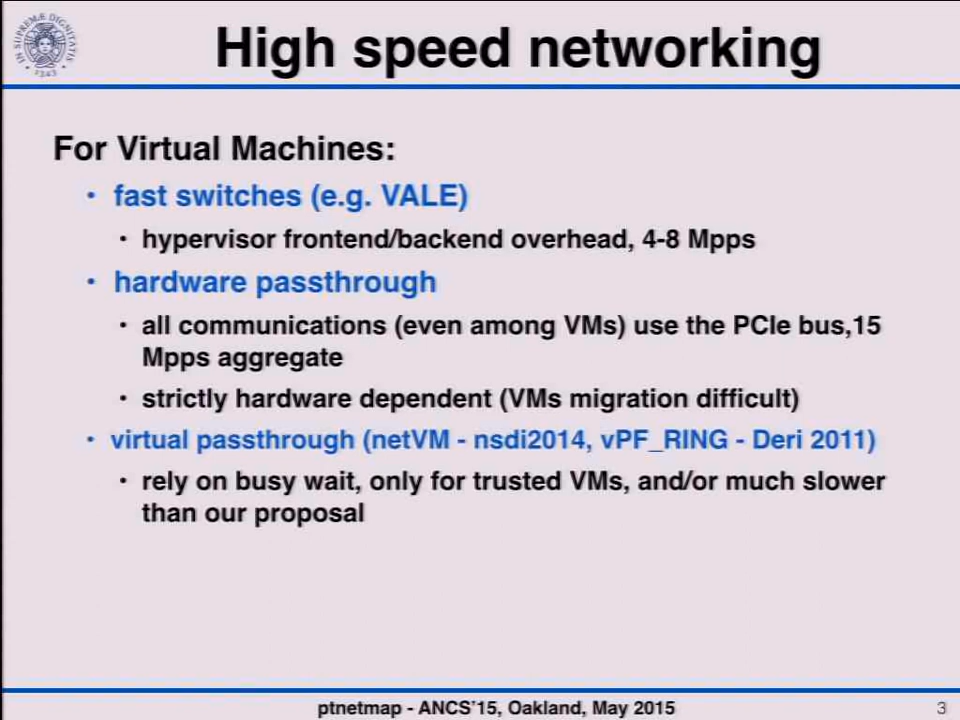 High speed networking
For Virtual Machines:
• fast switches (e.g. VALE)
• hypervisor frontend/backend overhead, 4-8 Mpps
• hardware passthrough
• all communications (even among VMs) use the PCIe bus,15
Mpps aggregate
• strictly hardware dependent (VMs migration difficult)
• virtual passthrough (netVM - nsdi2014, vPF_RING - Deri 2011)
• rely on busy wait, only for trusted VMs, and/or much slower
than our proposal
ptnetmap - ANCS'15, Oakland, May 2015
3